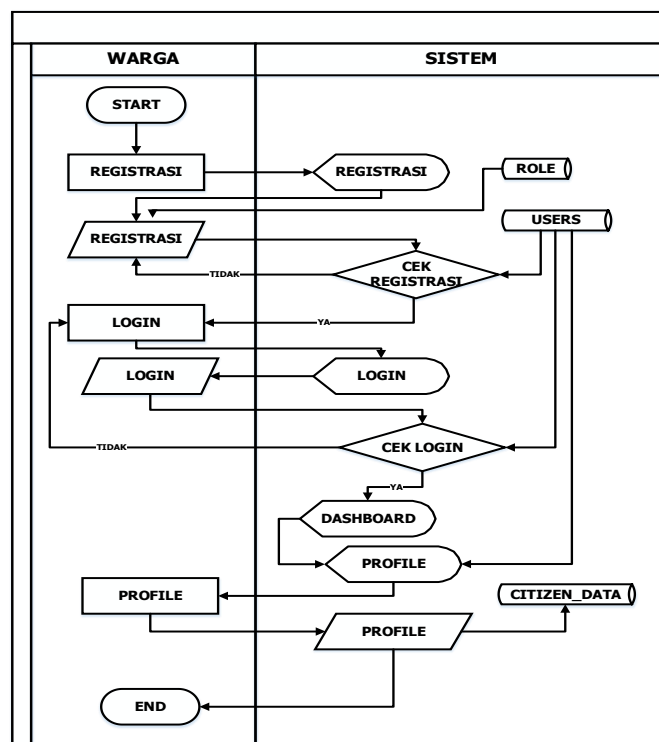 WARGA
SISTEM
START
REGISTRASI
REGISTRASI
ROLE
REGISTRASI
USERS
CEK
REGISTRASI
TIDAK
LOGIN
YA
LOGIN
LOGIN
CEK LOGIN
TIDAK
YA
DASHBOARD
PROFILE
PROFILE
CITIZEN_DATA
PROFILE
END